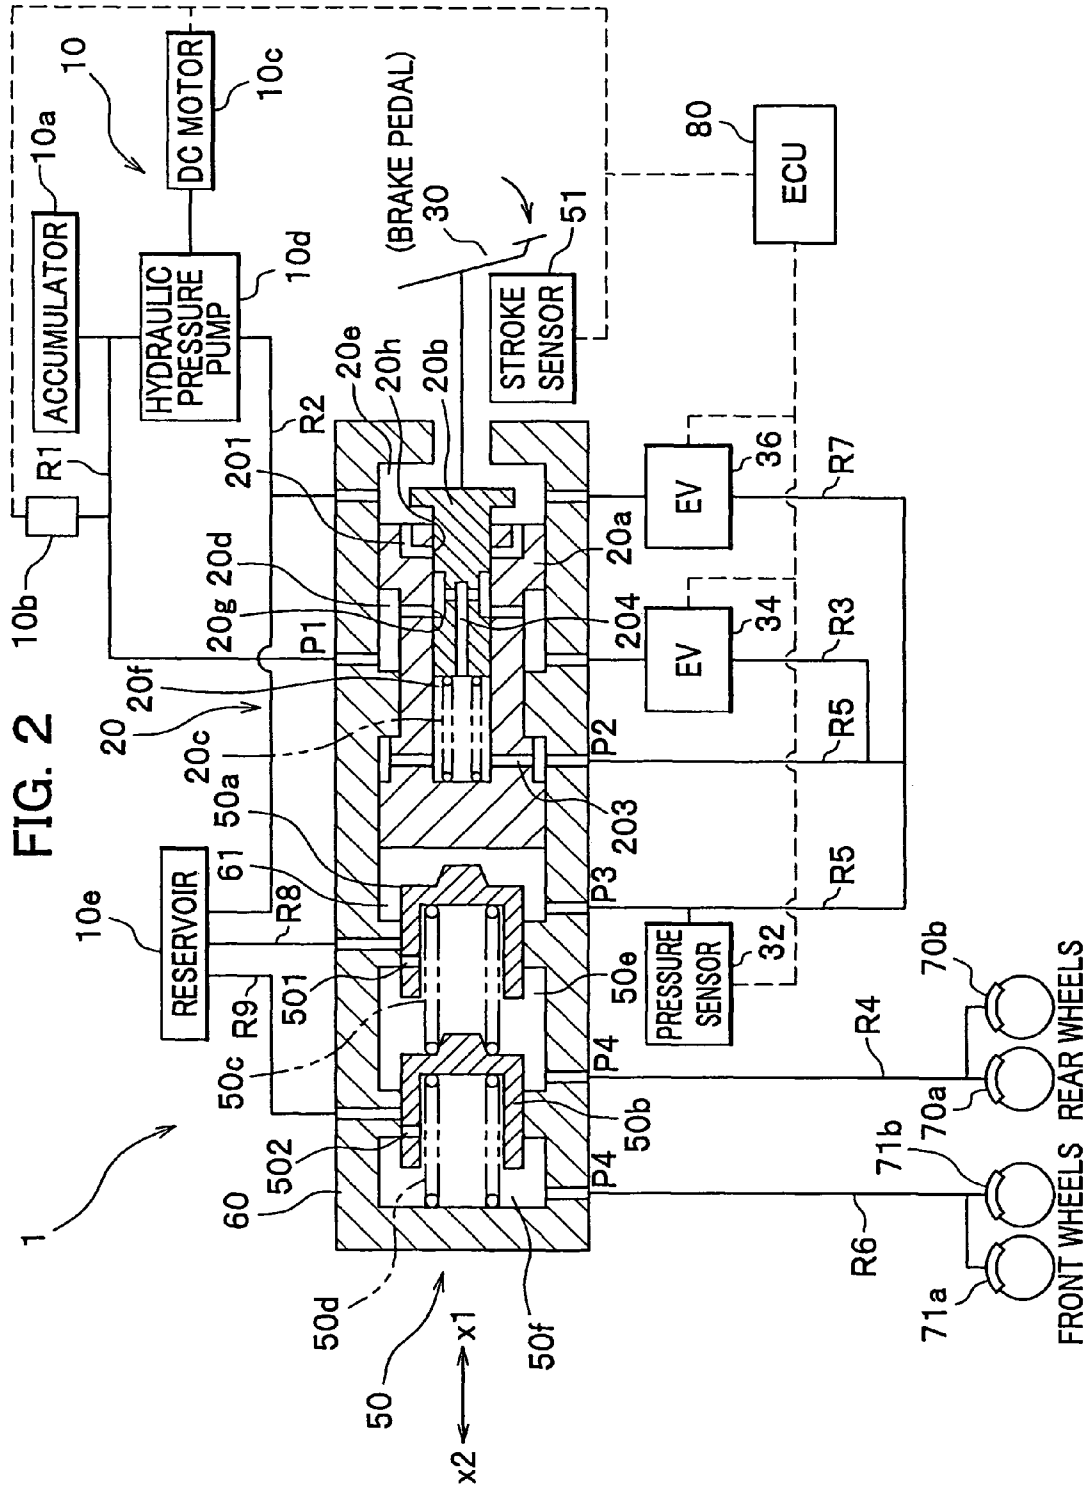 FIG. 2
1
10
10a
ACCUMULATOR
DC MOTOR
10c
HYDRAULIC
PRESSURE
PUMP
10d
10b
R1
R2
10e
RESERVOIR
R8
R9
20
20f
20c
50a
61
501
50c
502
60
50d
50
50f
50b
50e
P1
20g
20d
201
20e
20h
20b
20a
204
203
P2
P3
P4
P4
(BRAKE PEDAL)
30
STROKE
SENSOR
51
80
ECU
EV
36
R7
EV
34
R3
R5
R5
PRESSURE
SENSOR
32
R4
R6
70b
70a
REAR WHEELS
71b
71a
FRONT WHEELS
x2
x1